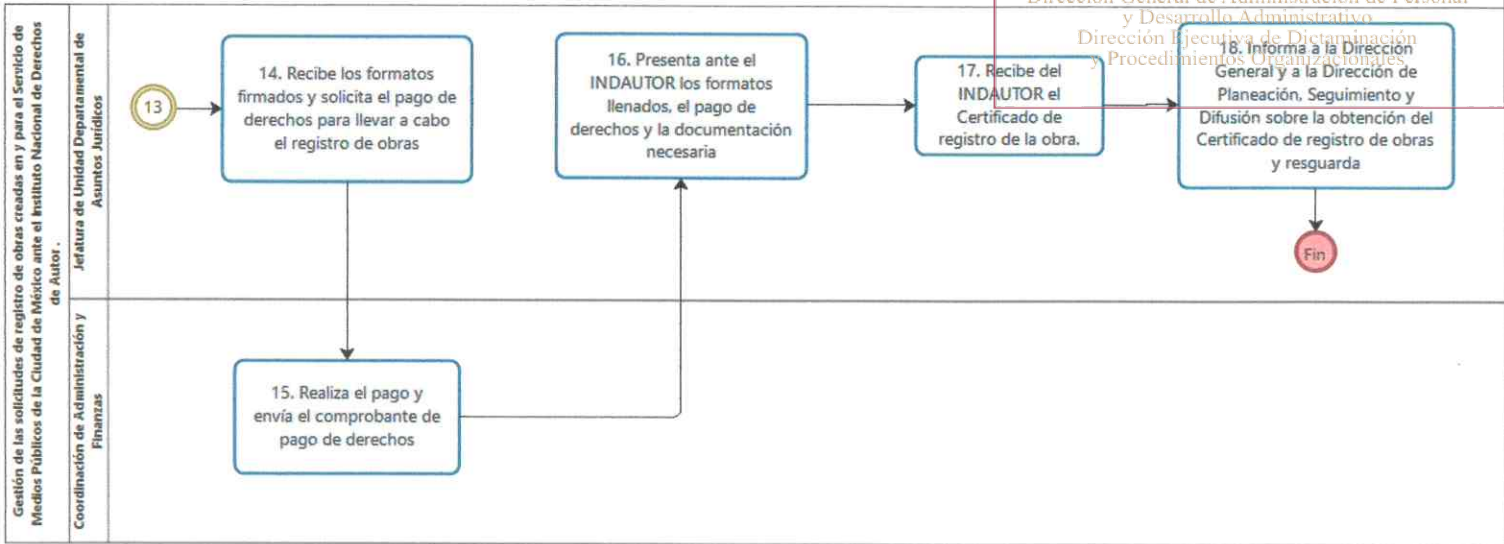 Dirección General de Administración de Personal
y Desarrollo Administrativo
Dirección Ejecutiva de Dictaminación
y Procedimientos Organizacionales
Gestión de las solicitudes de registro de obras creadas en y para el Servicio de
Medios Públicos de la Ciudad de México ante el Instituto Nacional de Derechos
de Autor .
Jefatura de Unidad Departamental de
Asuntos Jurídicos
13
14. Recibe los formatos
firmados y solicita el pago de
derechos para llevar a cabo
el registro de obras
16. Presenta ante el
INDAUTOR los formatos
llenados, el pago de
derechos y la documentación
necesaria
17. Recibe del
INDAUTOR el
Certificado de
registro de la obra.
18. Informa a la Dirección
General y a la Dirección de
Planeación, Seguimiento y
Difusión sobre la obtención del
Certificado de registro de obras
y resguarda
Fin
Coordinación de Administración y
Finanzas
15. Realiza el pago y
envía el comprobante de
pago de derechos